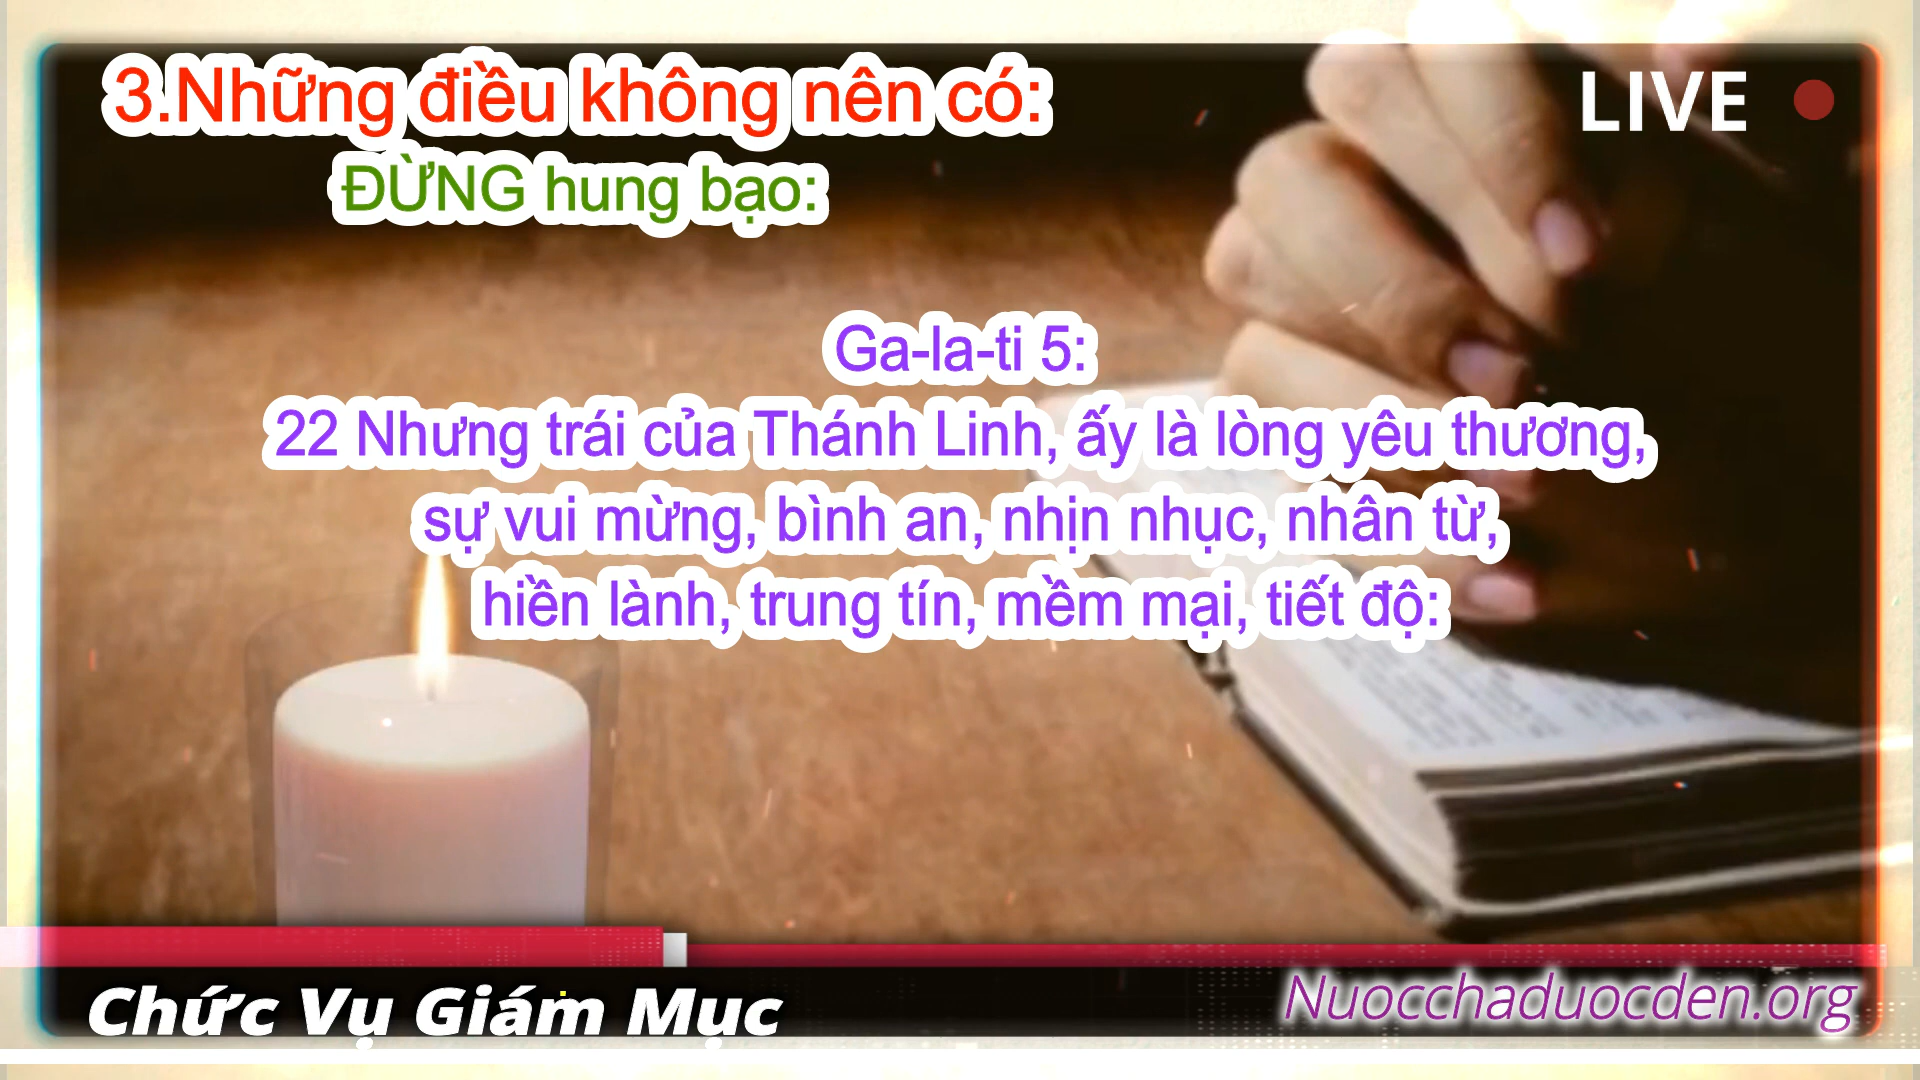 3.Những điều không nên có:
LIVE
ĐỪNG hung bạo:
Ga-la-ti 5:
22 Nhưng trái của Thánh Linh, ấy là lòng yêu thương,
sự vui mừng, bình an, nhịn nhục, nhân từ,
hiền lành, trung tín, mềm mại, tiết độ:
Chức Vụ Giám Mục
Nuocchaduocden.org